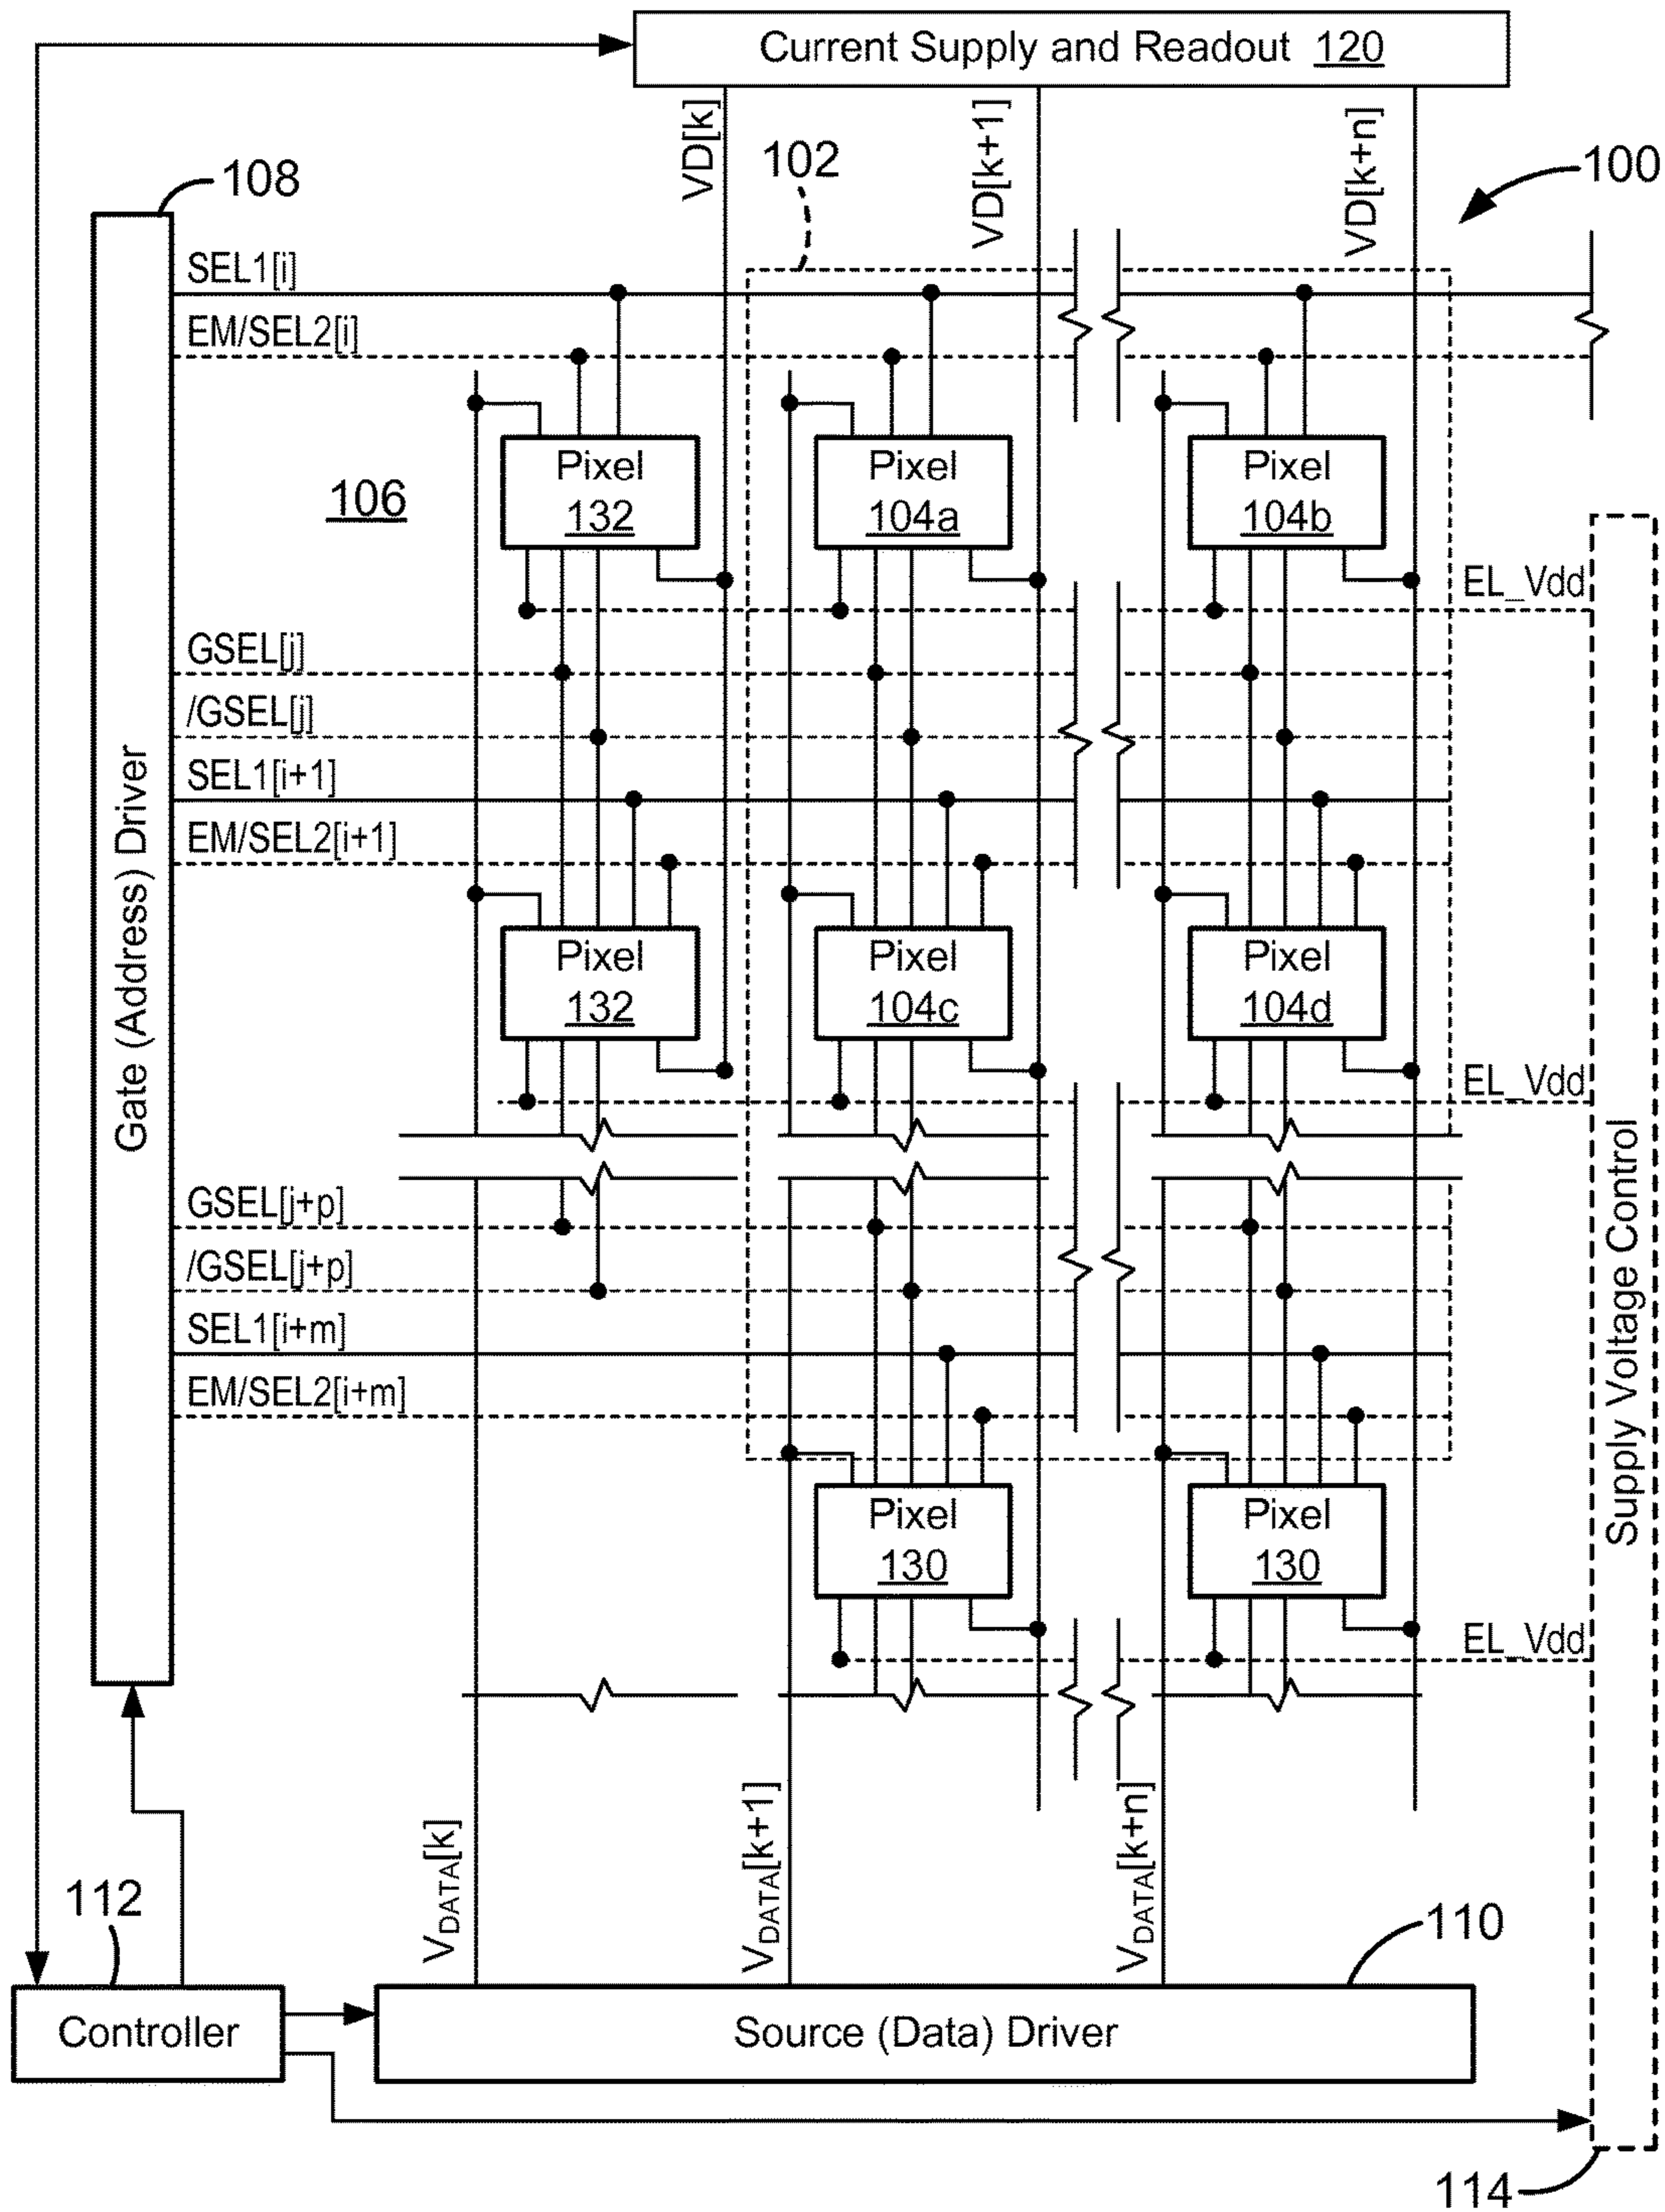 Current Supply and Readout 120
VD[k]
VD[k+1]
VD[k+n]
102
100
108
SEL1[i]
EM/SEL2[i]
Pixel
132
Pixel
104a
Pixel
104b
106
EL_Vdd
GSEL[j]
/GSEL[j]
SEL1[i+1]
EM/SEL2[i+1]
Gate (Address) Driver
Pixel
132
Pixel
104c
Pixel
104d
EL_Vdd
Supply Voltage Control
GSEL[j+p]
/GSEL[j+p]
SEL1[i+m]
EM/SEL2[i+m]
Pixel
130
Pixel
130
EL_Vdd
VDATA[k]
VDATA[k+1]
VDATA[k+n]
112
110
Controller
Source (Data) Driver
114